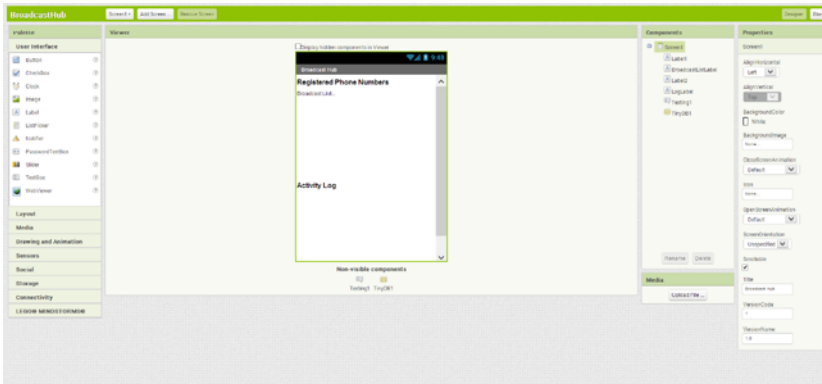 BroadcastHub
Screen1
Add Screen ...
Remove Screen
Designer
Palette
User Interface
Button
CheckBox
Clock
Image
Label
ListPicker
Notifier
PasswordTextBox
Slider
TextBox
WebViewer
Layout
Media
Drawing and Animation
Sensors
Social
Storage
Connectivity
LEGO® MINDSTORMS®
Viewer
Display hidden components in Viewer
9:48
Broadcast Hub
Registered Phone Numbers
Broadcast List...
Activity Log
Non-visible components
Texting1 TinyDB1
Components
Screen1
Label1
BroadcastListLabel
Label2
LogLabel
Texting1
TinyDB1
Rename Delete
Media
Upload File ...
Properties
Screen1
AlignHorizontal
Left
AlignVertical
Top
BackgroundColor
White
BackgroundImage
None...
CloseScreenAnimation
Default
Icon
None...
OpenScreenAnimation
Default
ScreenOrientation
Unspecified
Scrollable
Title
Broadcast Hub
VersionCode
1
VersionName
1.0